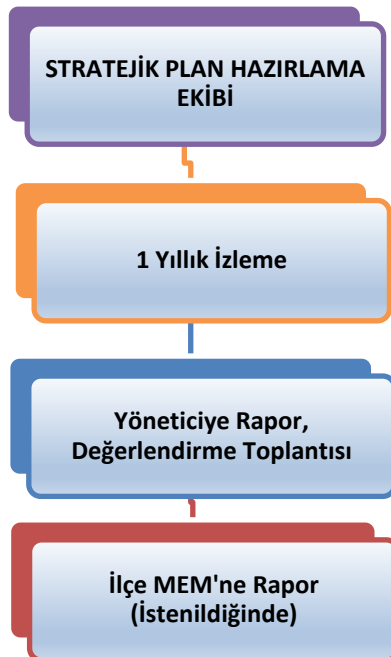 STRATEJİK PLAN HAZIRLAMA
EKİBİ
1 Yıllık İzleme
Yöneticiye Rapor,
Değerlendirme Toplantısı
İlçe MEM'ne Rapor
(İstenildiğinde)